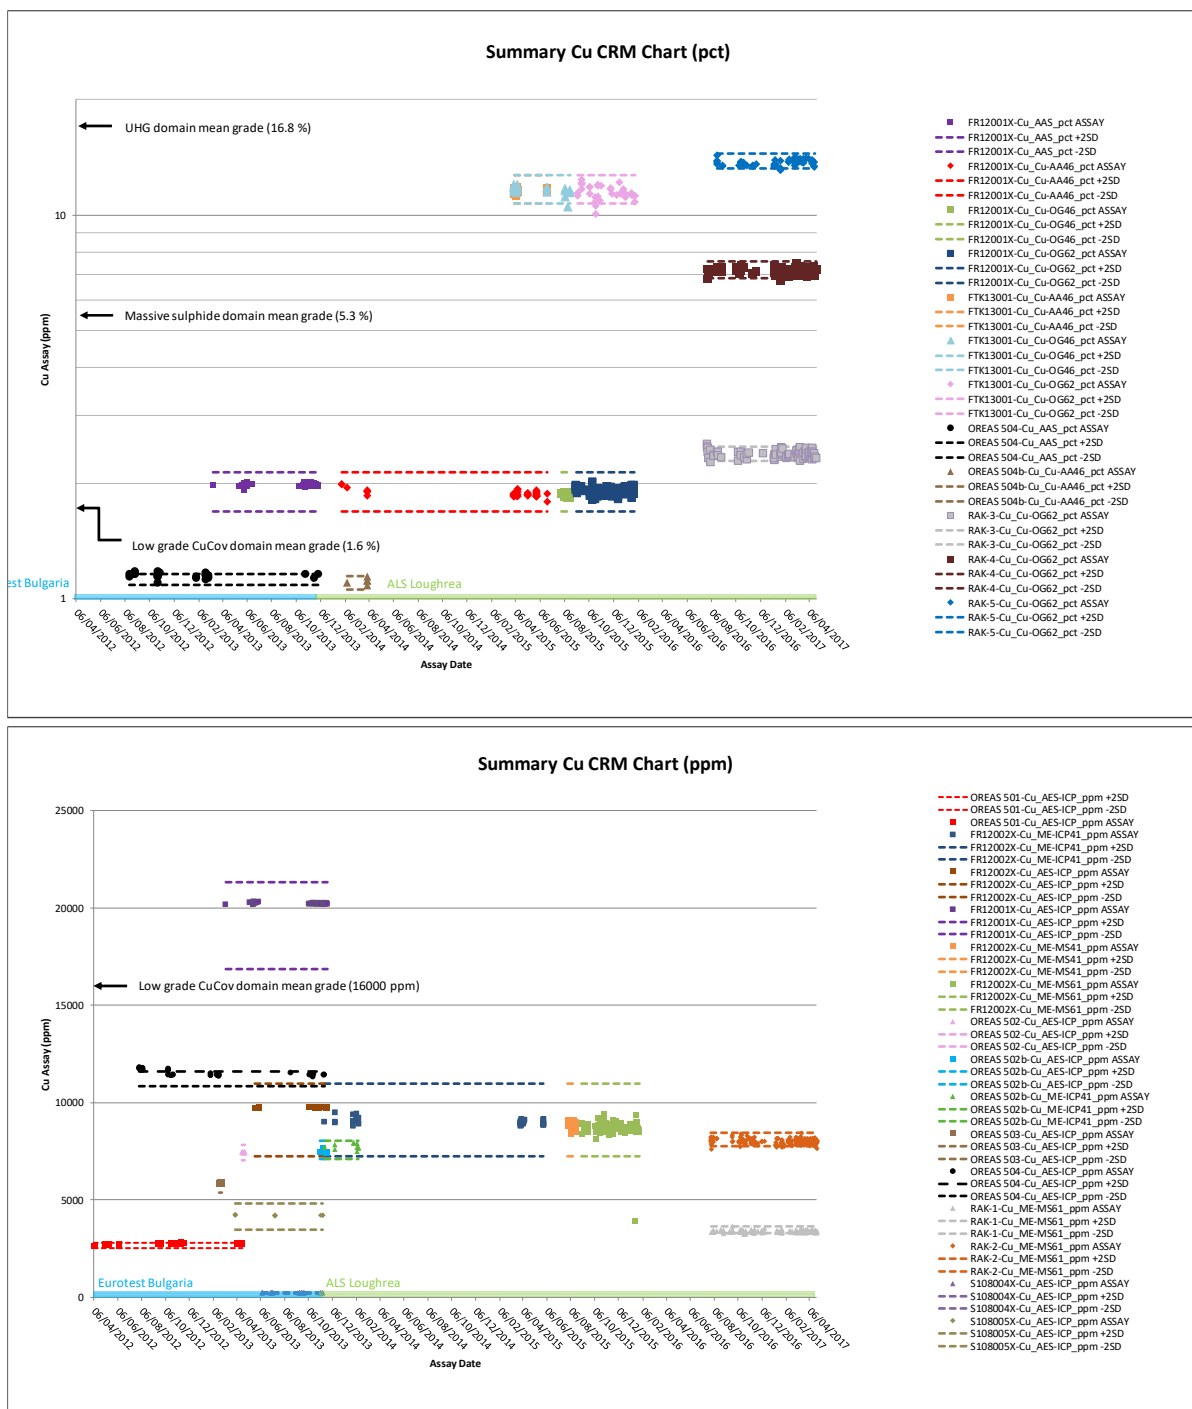 Summary Cu CRM Chart (pct)
UHG domain mean grade (16.8 %)
10
Massive sulphide domain mean grade (5.3 %)
Cu Assay (ppm)
Low grade CuCov domain mean grade (1.6 %)
est Bulgaria
ALS Loughrea
1
06/04/2012
06/06/2012
06/08/2012
06/10/2012
06/12/2012
06/02/2013
06/04/2013
06/06/2013
06/08/2013
06/10/2013
06/12/2013
06/02/2014
06/04/2014
06/06/2014
06/08/2014
06/10/2014
06/12/2014
06/02/2015
06/04/2015
06/06/2015
06/08/2015
06/10/2015
06/12/2015
06/02/2016
06/04/2016
06/06/2016
06/08/2016
06/10/2016
06/12/2016
06/02/2017
06/04/2017
Assay Date
FR12001X-Cu_AAS_pct ASSAY
FR12001X-Cu_AAS_pct +2SD
FR12001X-Cu_AAS_pct -2SD
FR12001X-Cu_Cu-AA46_pct ASSAY
FR12001X-Cu_Cu-AA46_pct +2SD
FR12001X-Cu_Cu-AA46_pct -2SD
FR12001X-Cu_Cu-OG46_pct ASSAY
FR12001X-Cu_Cu-OG46_pct +2SD
FR12001X-Cu_Cu-OG46_pct -2SD
FR12001X-Cu_Cu-OG62_pct ASSAY
FR12001X-Cu_Cu-OG62_pct +2SD
FR12001X-Cu_Cu-OG62_pct -2SD
FTK13001-Cu_Cu-AA46_pct ASSAY
FTK13001-Cu_Cu-AA46_pct +2SD
FTK13001-Cu_Cu-AA46_pct -2SD
FTK13001-Cu_Cu-OG46_pct ASSAY
FTK13001-Cu_Cu-OG46_pct +2SD
FTK13001-Cu_Cu-OG46_pct -2SD
FTK13001-Cu_Cu-OG62_pct ASSAY
FTK13001-Cu_Cu-OG62_pct +2SD
FTK13001-Cu_Cu-OG62_pct -2SD
OREAS 504-Cu_AAS_pct ASSAY
OREAS 504-Cu_AAS_pct +2SD
OREAS 504-Cu_AAS_pct -2SD
OREAS 504b-Cu_Cu-AA46_pct ASSAY
OREAS 504b-Cu_Cu-AA46_pct +2SD
OREAS 504b-Cu_Cu-AA46_pct -2SD
RAK-3-Cu_Cu-OG62_pct ASSAY
RAK-3-Cu_Cu-OG62_pct +2SD
RAK-3-Cu_Cu-OG62_pct -2SD
RAK-4-Cu_Cu-OG62_pct ASSAY
RAK-4-Cu_Cu-OG62_pct +2SD
RAK-4-Cu_Cu-OG62_pct -2SD
RAK-5-Cu_Cu-OG62_pct ASSAY
RAK-5-Cu_Cu-OG62_pct +2SD
RAK-5-Cu_Cu-OG62_pct -2SD
Summary Cu CRM Chart (ppm)
25000
20000
Low grade CuCov domain mean grade (16000 ppm)
15000
Cu Assay (ppm)
10000
5000
Eurotest Bulgaria
ALS Loughrea
0
06/04/2012
06/06/2012
06/08/2012
06/10/2012
06/12/2012
06/02/2013
06/04/2013
06/06/2013
06/08/2013
06/10/2013
06/12/2013
06/02/2014
06/04/2014
06/06/2014
06/08/2014
06/10/2014
06/12/2014
06/02/2015
06/04/2015
06/06/2015
06/08/2015
06/10/2015
06/12/2015
06/02/2016
06/04/2016
06/06/2016
06/08/2016
06/10/2016
06/12/2016
06/02/2017
06/04/2017
Assay Date
OREAS 501-Cu_AES-ICP_ppm +2SD
OREAS 501-Cu_AES-ICP_ppm -2SD
OREAS 501-Cu_AES-ICP_ppm ASSAY
FR12002X-Cu_ME-ICP41_ppm ASSAY
FR12002X-Cu_ME-ICP41_ppm +2SD
FR12002X-Cu_ME-ICP41_ppm -2SD
FR12002X-Cu_AES-ICP_ppm ASSAY
FR12002X-Cu_AES-ICP_ppm +2SD
FR12002X-Cu_AES-ICP_ppm -2SD
FR12001X-Cu_AES-ICP_ppm ASSAY
FR12001X-Cu_AES-ICP_ppm +2SD
FR12001X-Cu_AES-ICP_ppm -2SD
FR12002X-Cu_ME-MS41_ppm ASSAY
FR12002X-Cu_ME-MS41_ppm +2SD
FR12002X-Cu_ME-MS41_ppm -2SD
FR12002X-Cu_ME-MS61_ppm ASSAY
FR12002X-Cu_ME-MS61_ppm +2SD
FR12002X-Cu_ME-MS61_ppm -2SD
OREAS 502-Cu_AES-ICP_ppm ASSAY
OREAS 502-Cu_AES-ICP_ppm +2SD
OREAS 502-Cu_AES-ICP_ppm -2SD
OREAS 502b-Cu_AES-ICP_ppm ASSAY
OREAS 502b-Cu_AES-ICP_ppm +2SD
OREAS 502b-Cu_AES-ICP_ppm -2SD
OREAS 502b-Cu_ME-ICP41_ppm ASSAY
OREAS 502b-Cu_ME-ICP41_ppm +2SD
OREAS 502b-Cu_ME-ICP41_ppm -2SD
OREAS 503-Cu_AES-ICP_ppm ASSAY
OREAS 503-Cu_AES-ICP_ppm +2SD
OREAS 503-Cu_AES-ICP_ppm -2SD
OREAS 504-Cu_AES-ICP_ppm ASSAY
OREAS 504-Cu_AES-ICP_ppm +2SD
OREAS 504-Cu_AES-ICP_ppm -2SD
RAK-1-Cu_ME-MS61_ppm ASSAY
RAK-1-Cu_ME-MS61_ppm +2SD
RAK-1-Cu_ME-MS61_ppm -2SD
RAK-2-Cu_ME-MS61_ppm ASSAY
RAK-2-Cu_ME-MS61_ppm +2SD
RAK-2-Cu_ME-MS61_ppm -2SD
S108004X-Cu_AES-ICP_ppm ASSAY
S108004X-Cu_AES-ICP_ppm +2SD
S108004X-Cu_AES-ICP_ppm -2SD
S108005X-Cu_AES-ICP_ppm ASSAY
S108005X-Cu_AES-ICP_ppm +2SD
S108005X-Cu_AES-ICP_ppm -2SD